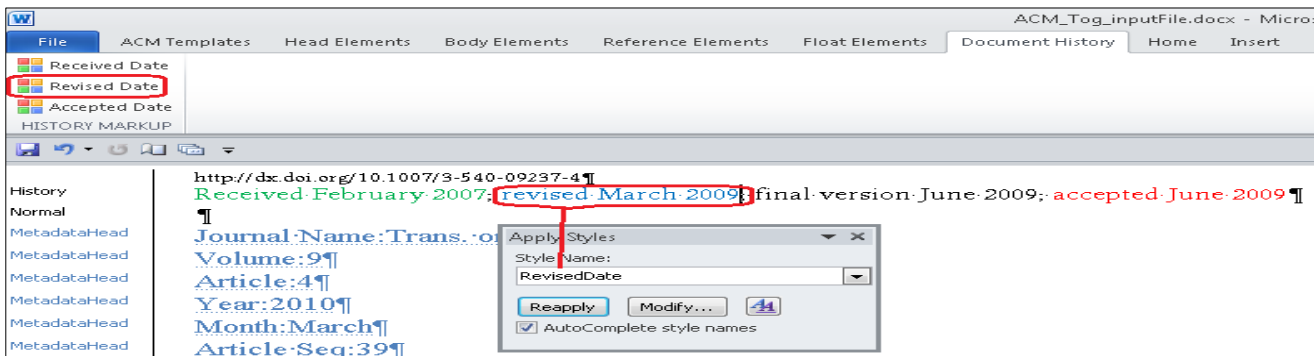 ACM_Tog_inputFile.docx - Micro
File ACM Templates Head Elements Body Elements Reference Elements Float Elements Document History Home Insert
Received Date
Revised Date
Accepted Date
HISTORY MARKUP
http://dx.doi.org/10.1007/3-540-09237-4¶
History Received·February·2007;·revised·March·2009;·final·version·June·2009;·accepted·June·2009¶
Normal ¶
MetadataHead Journal·Name:Trans.·o
MetadataHead Volume:9¶
MetadataHead Article:4¶
MetadataHead Year:2010¶
MetadataHead Month:March¶
MetadataHead Article·Seq:39¶
Apply Styles
Style Name:
RevisedDate
Reapply Modify...
AutoComplete style names